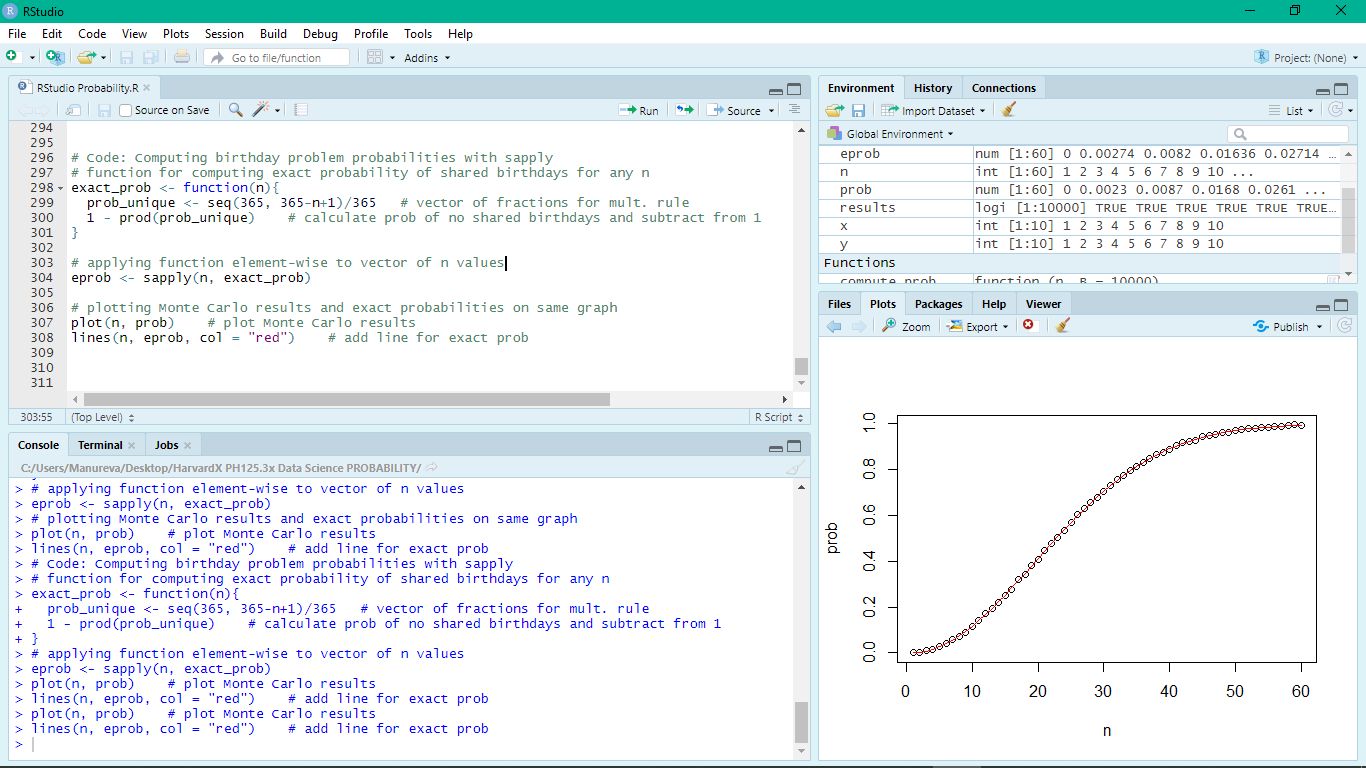 RStudio
File Edit Code View Plots Session Build Debug Profile Tools Help
Go to file/function Addins Project: (None)
RStudio Probability.R
Source on Save Run Source
294
295
296 # Code: Computing birthday problem probabilities with sapply
297 # function for computing exact probability of shared birthdays for any n
298 exact_prob <- function(n){
299   prob_unique <- seq(365, 365-n+1)/365   # vector of fractions for mult. rule
300   1 - prod(prob_unique)    # calculate prob of no shared birthdays and subtract from 1
301 }
302
303 # applying function element-wise to vector of n values
304 eprob <- sapply(n, exact_prob)
305
306 # plotting Monte Carlo results and exact probabilities on same graph
307 plot(n, prob)    # plot Monte Carlo results
308 lines(n, eprob, col = "red")    # add line for exact prob
309
310
311
303:55 (Top Level) R Script
Console Terminal Jobs
C:/Users/Manureva/Desktop/HarvardX PH125.3x Data Science PROBABILITY/
> # applying function element-wise to vector of n values
> eprob <- sapply(n, exact_prob)
> # plotting Monte Carlo results and exact probabilities on same graph
> plot(n, prob)    # plot Monte Carlo results
> lines(n, eprob, col = "red")    # add line for exact prob
> # Code: Computing birthday problem probabilities with sapply
> # function for computing exact probability of shared birthdays for any n
> exact_prob <- function(n){
+   prob_unique <- seq(365, 365-n+1)/365   # vector of fractions for mult. rule
+   1 - prod(prob_unique)    # calculate prob of no shared birthdays and subtract from 1
+ }
> # applying function element-wise to vector of n values
> eprob <- sapply(n, exact_prob)
> plot(n, prob)    # plot Monte Carlo results
> lines(n, eprob, col = "red")    # add line for exact prob
> plot(n, prob)    # plot Monte Carlo results
> lines(n, eprob, col = "red")    # add line for exact prob
>
Environment History Connections
Import Dataset List
Global Environment
eprob num [1:60] 0 0.00274 0.0082 0.01636 0.02714 ...
n int [1:60] 1 2 3 4 5 6 7 8 9 10 ...
prob num [1:60] 0 0.0023 0.0087 0.0168 0.0261 ...
results logi [1:10000] TRUE TRUE TRUE TRUE TRUE TRUE...
x int [1:10] 1 2 3 4 5 6 7 8 9 10
y int [1:10] 1 2 3 4 5 6 7 8 9 10
Functions
compute_prob function (n, B = 10000)
Files Plots Packages Help Viewer
Zoom Export Publish
1.0
0.8
0.6
0.4
0.2
0.0
prob
0 10 20 30 40 50 60
n